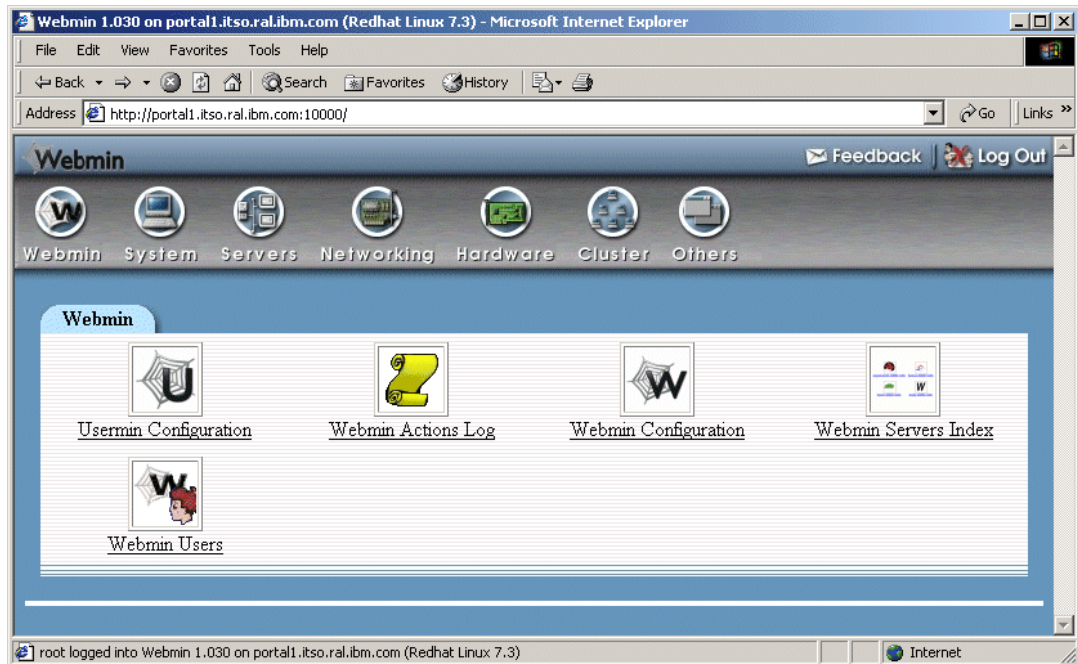 Webmin 1.030 on portal1.itso.ral.ibm.com (Redhat Linux 7.3) - Microsoft Internet Explorer
File Edit View Favorites Tools Help
Back Search Favorites History
Address http://portal1.itso.ral.ibm.com:10000/ Go Links »
Webmin Feedback Log Out
Webmin System Servers Networking Hardware Cluster Others
Webmin
Usermin Configuration Webmin Actions Log Webmin Configuration Webmin Servers Index
Webmin Users
root logged into Webmin 1.030 on portal1.itso.ral.ibm.com (Redhat Linux 7.3) Internet